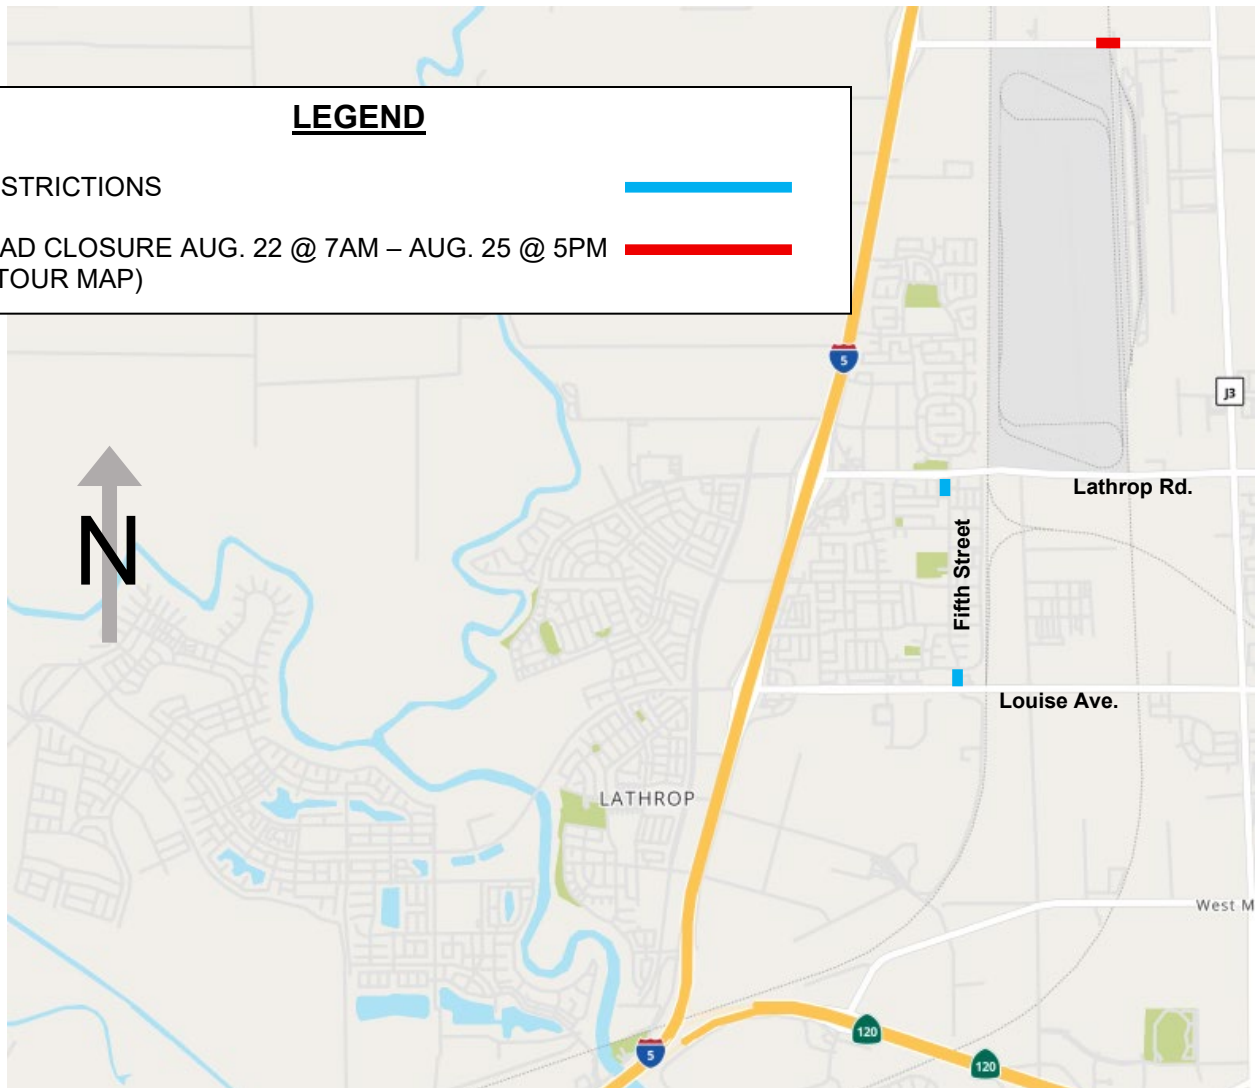 LEGEND
STRICTIONS
AD CLOSURE AUG. 22 @ 7AM – AUG. 25 @ 5PM
TOUR MAP)
5
J3
Lathrop Rd.
N
Fifth Street
Louise Ave.
LATHROP
West M
120
5
120